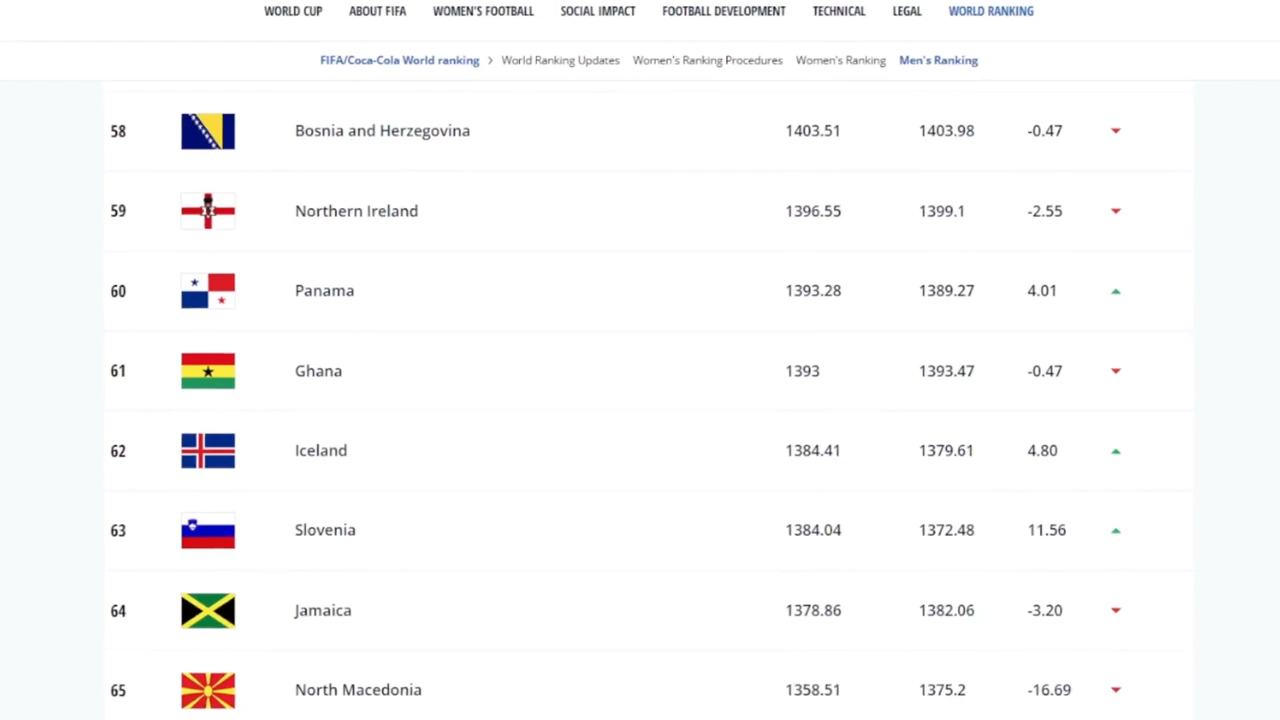 WORLD CUP ABOUT FIFA WOMEN'S FOOTBALL SOCIAL IMPACT FOOTBALL DEVELOPMENT TECHNICAL LEGAL WORLD RANKING
FIFA/Coca-Cola World ranking > World Ranking Updates Women's Ranking Procedures Women's Ranking Men's Ranking
58 Bosnia and Herzegovina 1403.51 1403.98 -0.47
59 Northern Ireland 1396.55 1399.1 -2.55
60 Panama 1393.28 1389.27 4.01
61 Ghana 1393 1393.47 -0.47
62 Iceland 1384.41 1379.61 4.80
63 Slovenia 1384.04 1372.48 11.56
64 Jamaica 1378.86 1382.06 -3.20
65 North Macedonia 1358.51 1375.2 -16.69